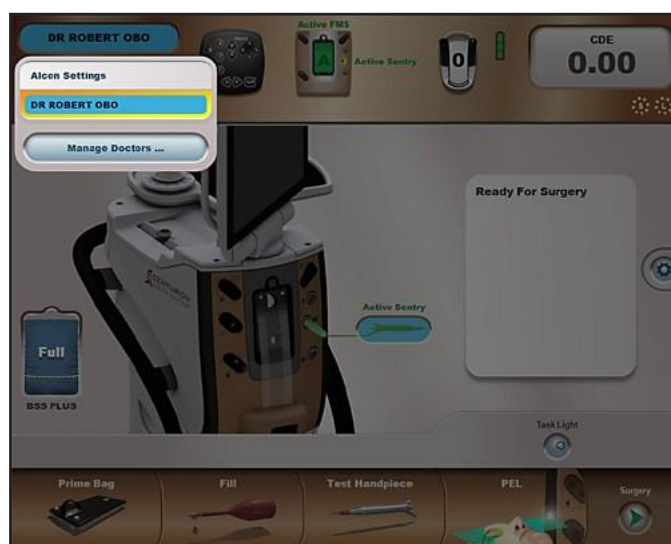 DR ROBERT OBO
Active FMS
A
Active Sentry
0
CDE
0.00
Alcon Settings
DR ROBERT OBO
Manage Doctors ...
Ready For Surgery
CENTURION
Active Sentry
Full
BSS PLUS
Task Light
Prime Bag
Fill
Test Handpiece
PEL
Surgery